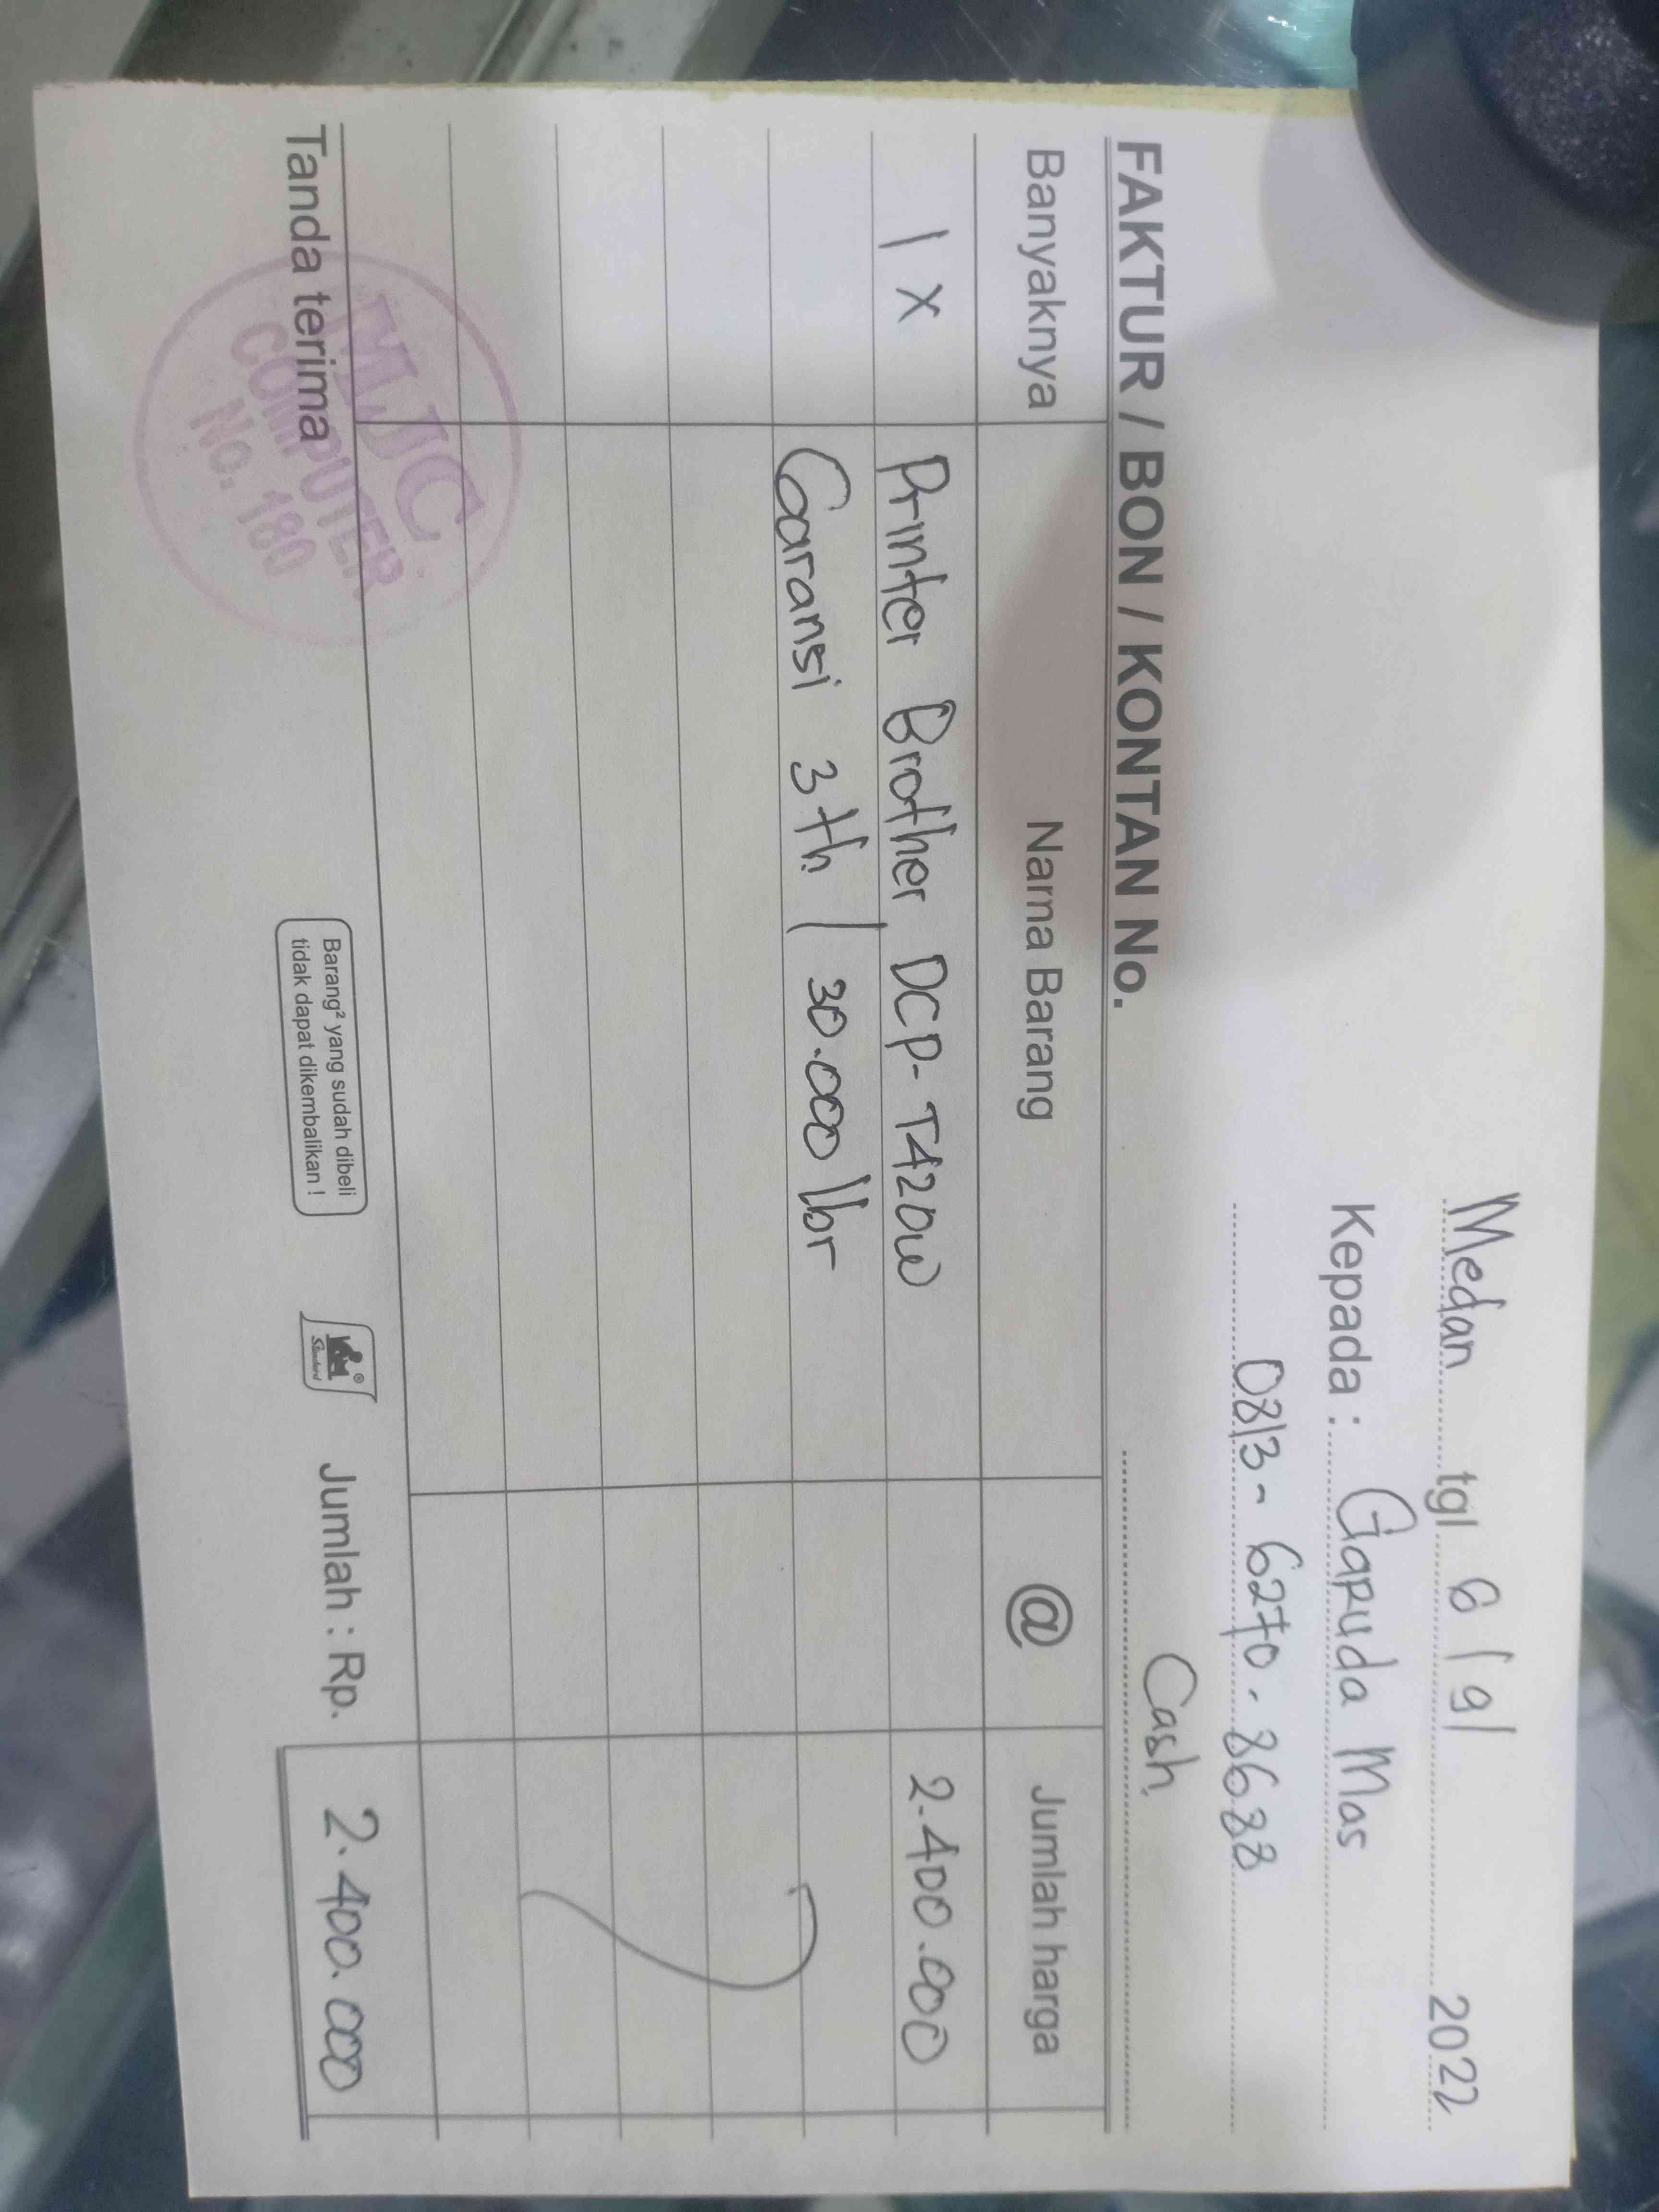 Medan tgl 6/9/ 2022
Kepada : Garuda Mas
0813-6270-8688
FAKTUR / BON / KONTAN No. Cash
Banyaknya Nama Barang @ Jumlah harga
1 x Printer Brother DCP-T420W 2.400.000
Garansi 3 th / 30.000 lbr
Tanda terima
Barang² yang sudah dibeli
tidak dapat dikembalikan !
Standard
Jumlah : Rp. 2.400.000
MJC
COMPUTER
NO. 180